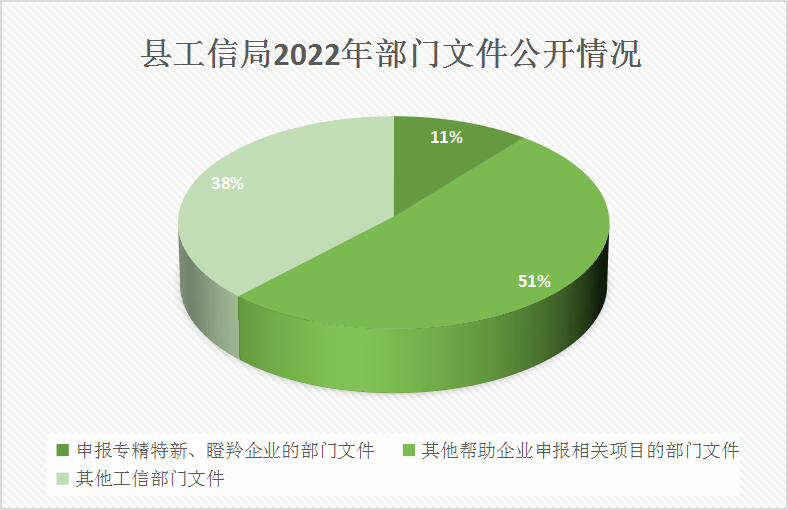 县工信局2022年部门文件公开情况
11%
38%
51%
申报专精特新、瞪羚企业的部门文件
其他帮助企业申报相关项目的部门文件
其他工信部门文件